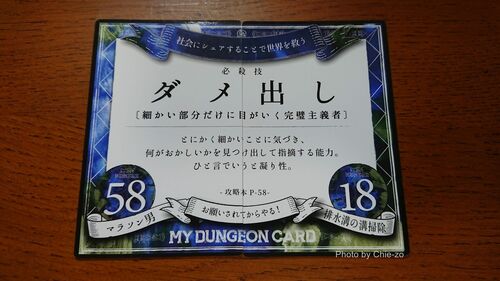 社会にシェアすることで世界を救う
必殺技
ダメ出し
［細かい部分だけに目がいく完璧主義者］
とにかく細かいことに気づき、
何がおかしいかを見つけ出して指摘する能力。
ひと言でいうと凝り性。
- 攻略本 P-58-
58
マラソン男
お願いされてからやる!
18
排水溝の溝掃除
MY DUNGEON CARD
Photo by Chie-zo